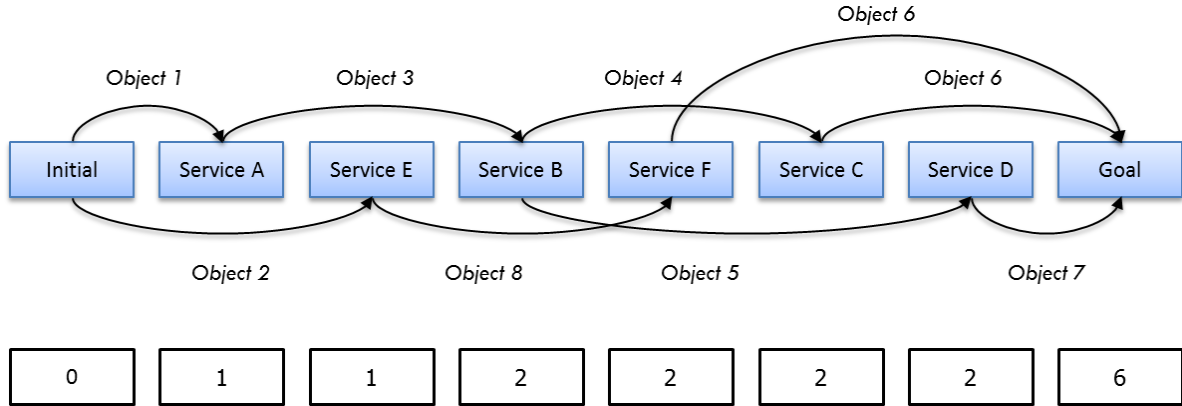 Object 6
Object 1 Object 3 Object 4 Object 6
Initial Service A Service E Service B Service F Service C Service D Goal
Object 2 Object 8 Object 5 Object 7
0 1 1 2 2 2 2 6